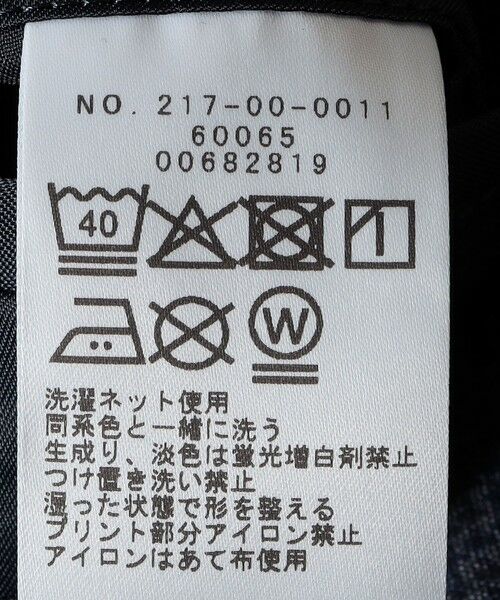 NO. 217-00-0011
60065
00682819
40
W
洗濯ネット使用
同系色と一緒に洗う
生成り、淡色は蛍光増白剤禁止
つけ置き洗い禁止
湿った状態で形を整える
プリント部分アイロン禁止
アイロンはあて布使用